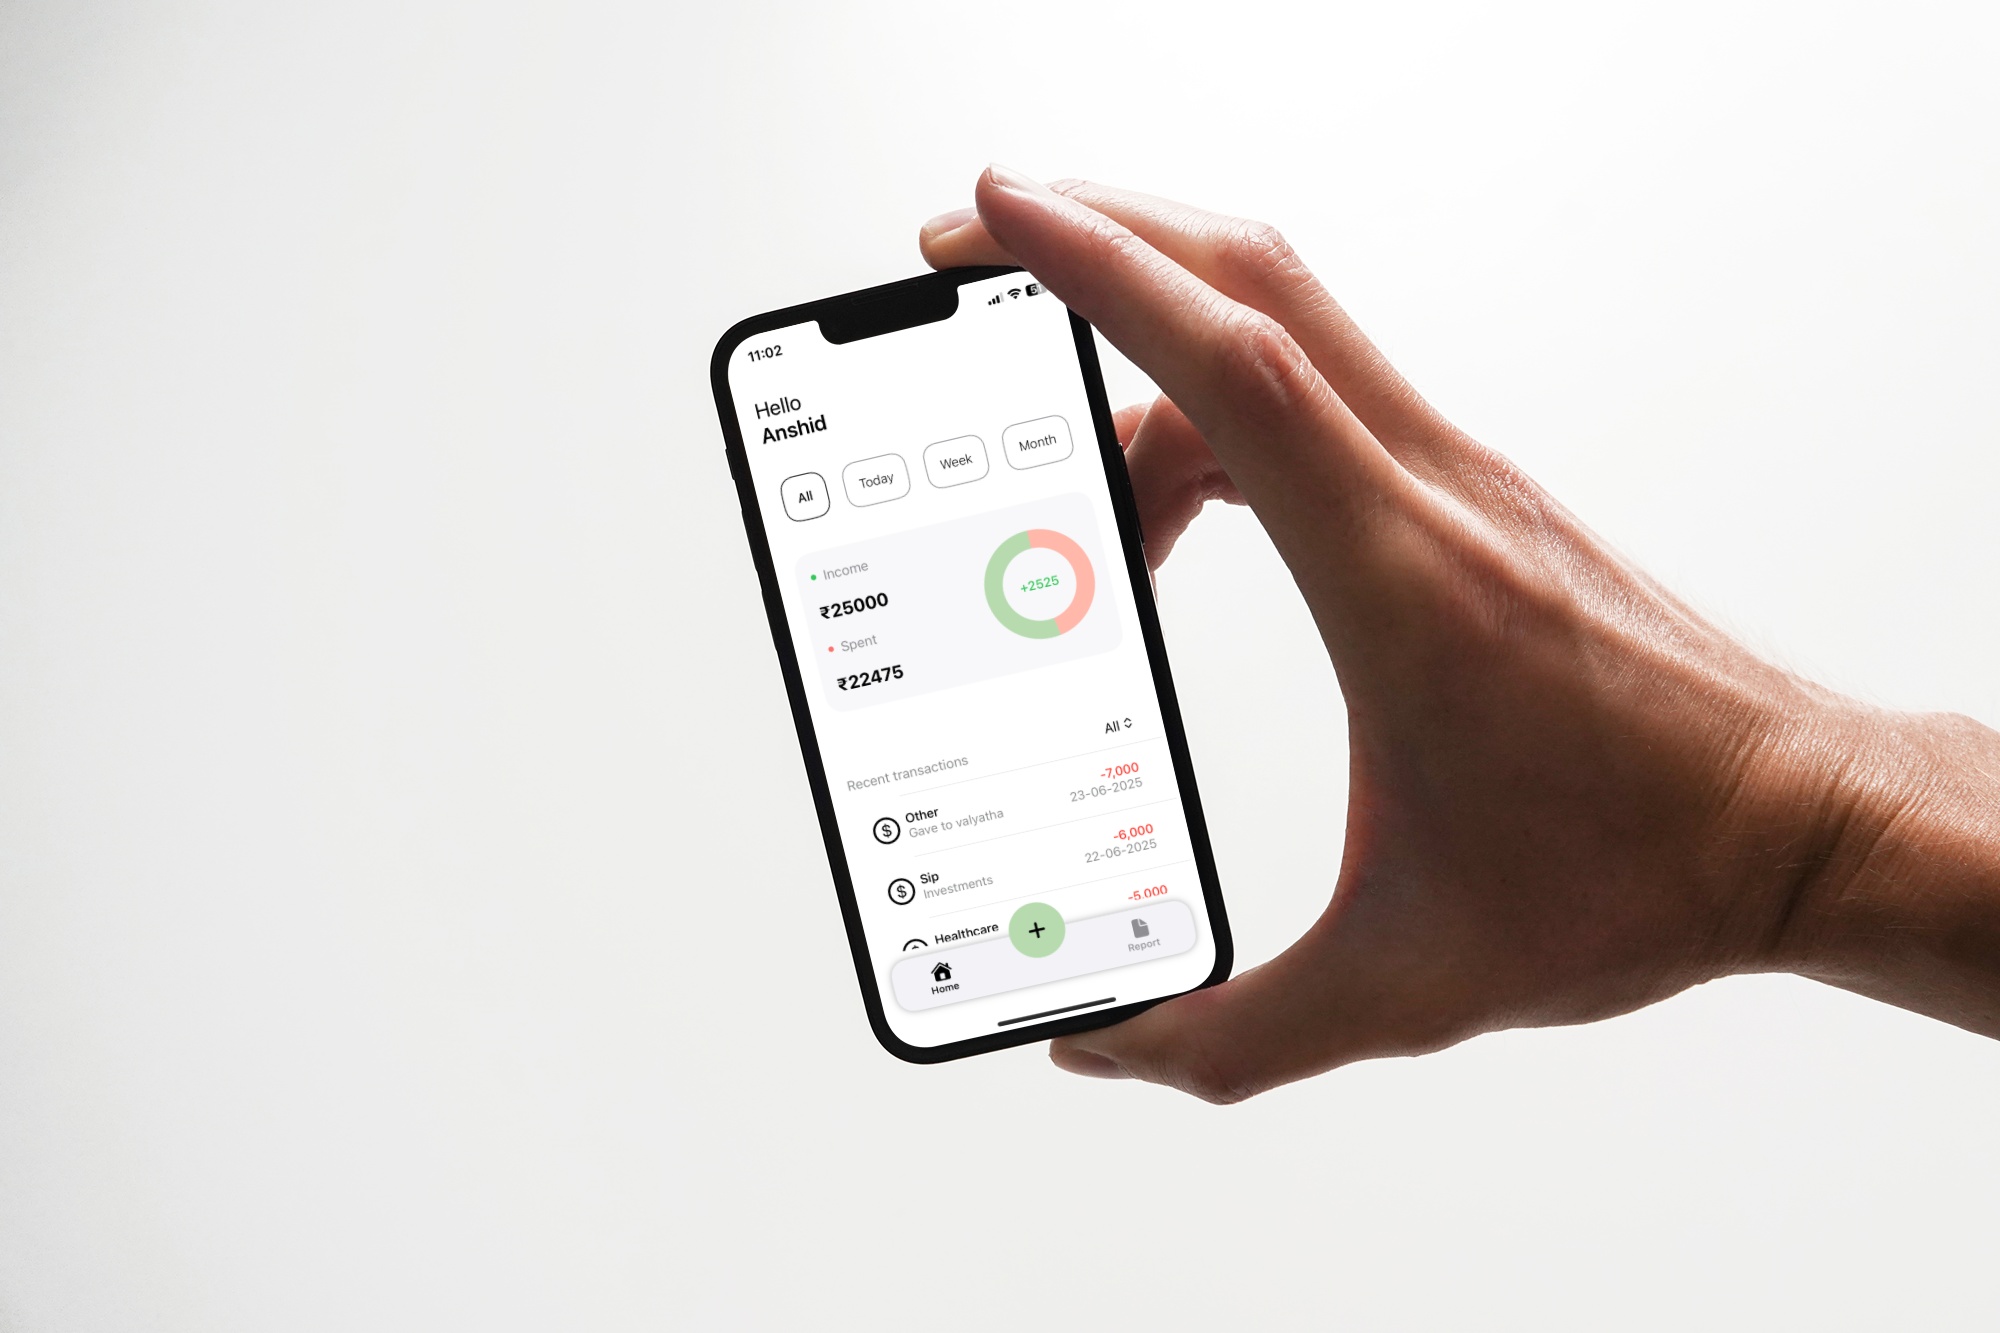 11:02
Hello
Anshid
All
Today
Week
Month
Income
₹25000
Spent
₹22475
+2525
All
Recent transactions
Other
Gave to valyatha
-7,000
23-06-2025
Sip
Investments
-6,000
22-06-2025
Healthcare
-5,000
+
Home
Report